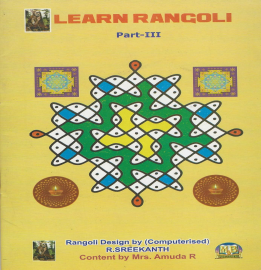 LEARN RANGOLI
Part-III
Rangoli Design by (Computerised)
R.SREEKANTH
Content by Mrs. Amuda R